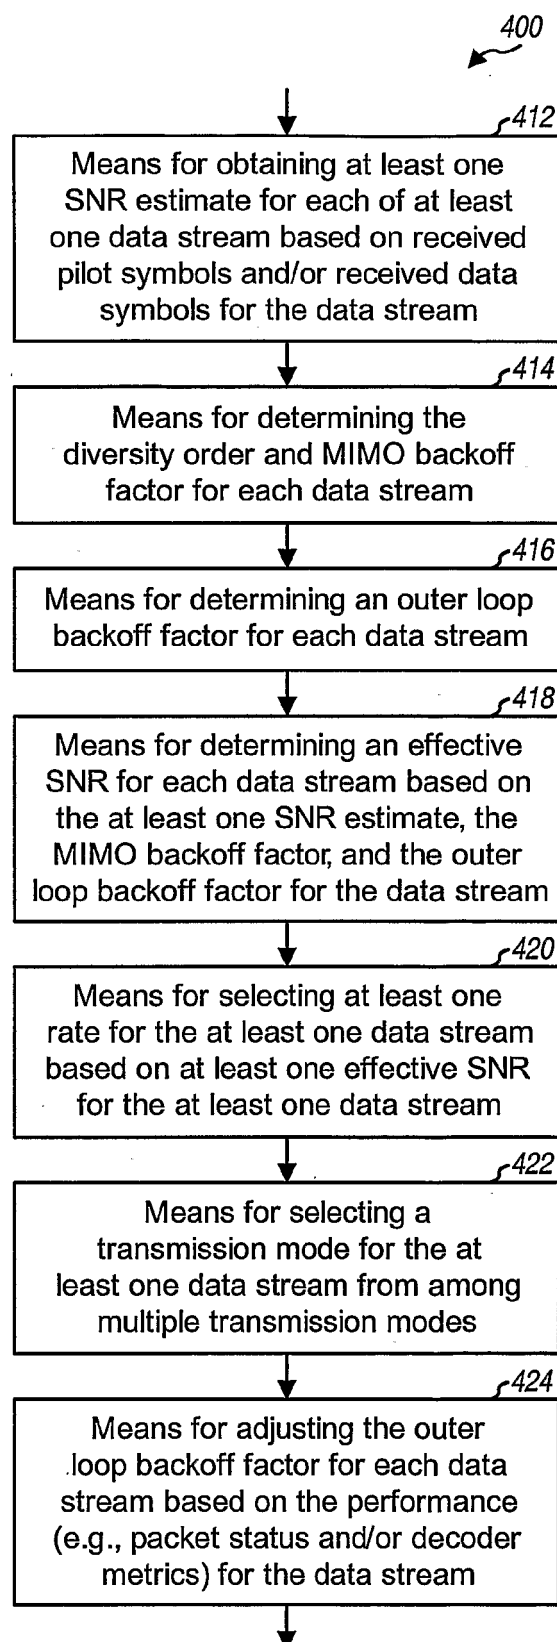 400
412
Means for obtaining at least one
SNR estimate for each of at least
one data stream based on received
pilot symbols and/or received data
symbols for the data stream
414
Means for determining the
diversity order and MIMO backoff
factor for each data stream
416
Means for determining an outer loop
backoff factor for each data stream
418
Means for determining an effective
SNR for each data stream based on
the at least one SNR estimate, the
MIMO backoff factor, and the outer
loop backoff factor for the data stream
420
Means for selecting at least one
rate for the at least one data stream
based on at least one effective SNR
for the at least one data stream
422
Means for selecting a
transmission mode for the at
least one data stream from among
multiple transmission modes
424
Means for adjusting the outer
loop backoff factor for each data
stream based on the performance
(e.g., packet status and/or decoder
metrics) for the data stream